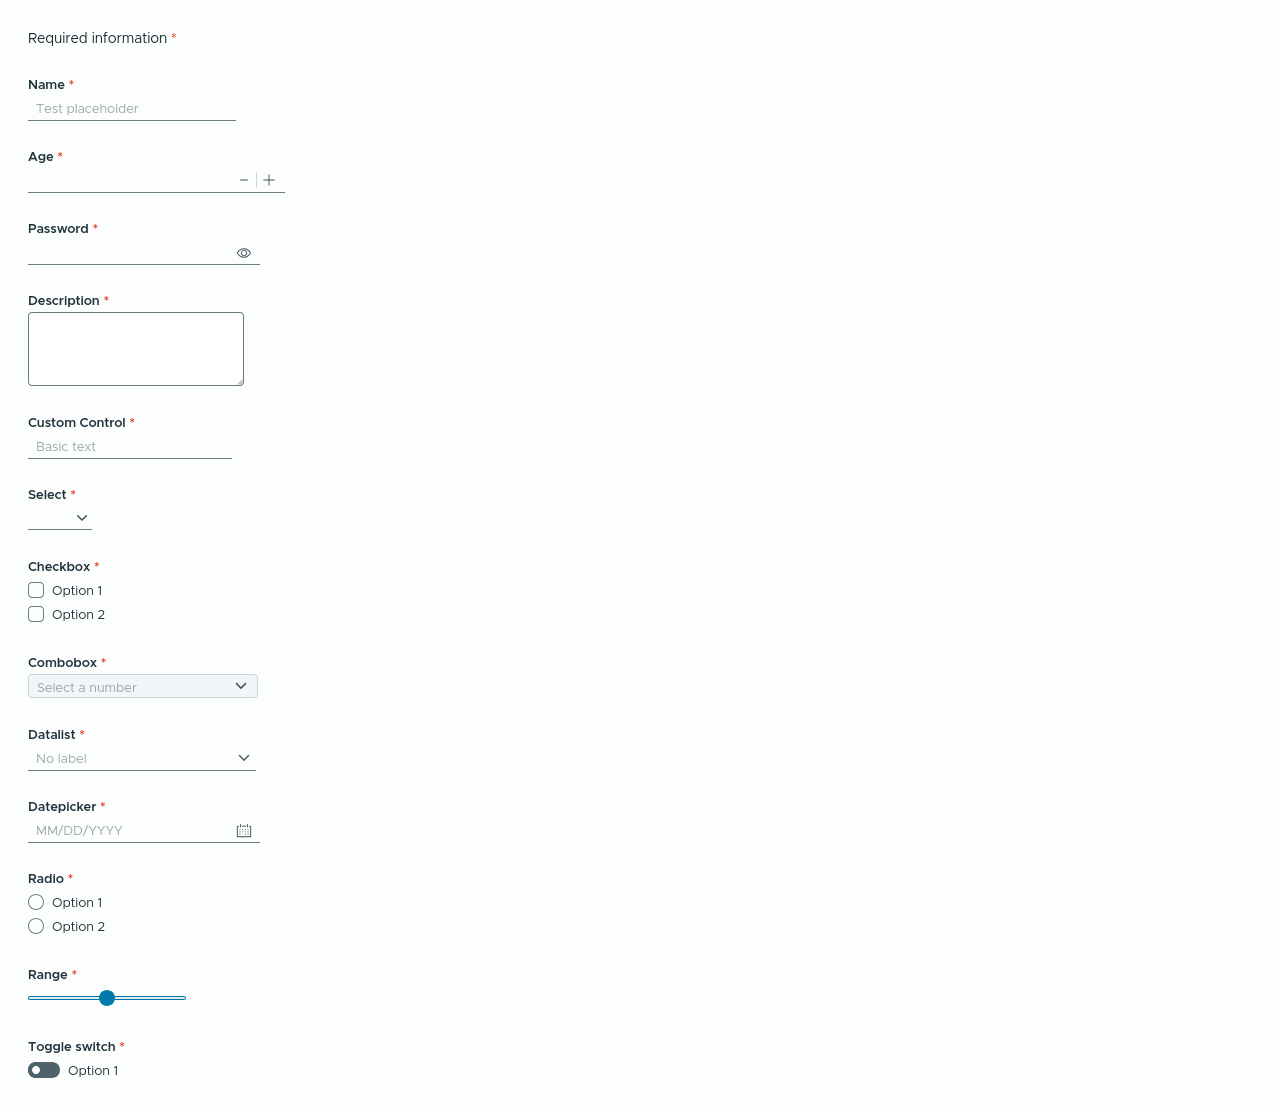 Required information *
Name *
Test placeholder
Age *
Password *
Description *
Custom Control *
Basic text
Select *
Checkbox *
Option 1
Option 2
Combobox *
Select a number
Datalist *
No label
Datepicker *
MM/DD/YYYY
Radio *
Option 1
Option 2
Range *
Toggle switch *
Option 1